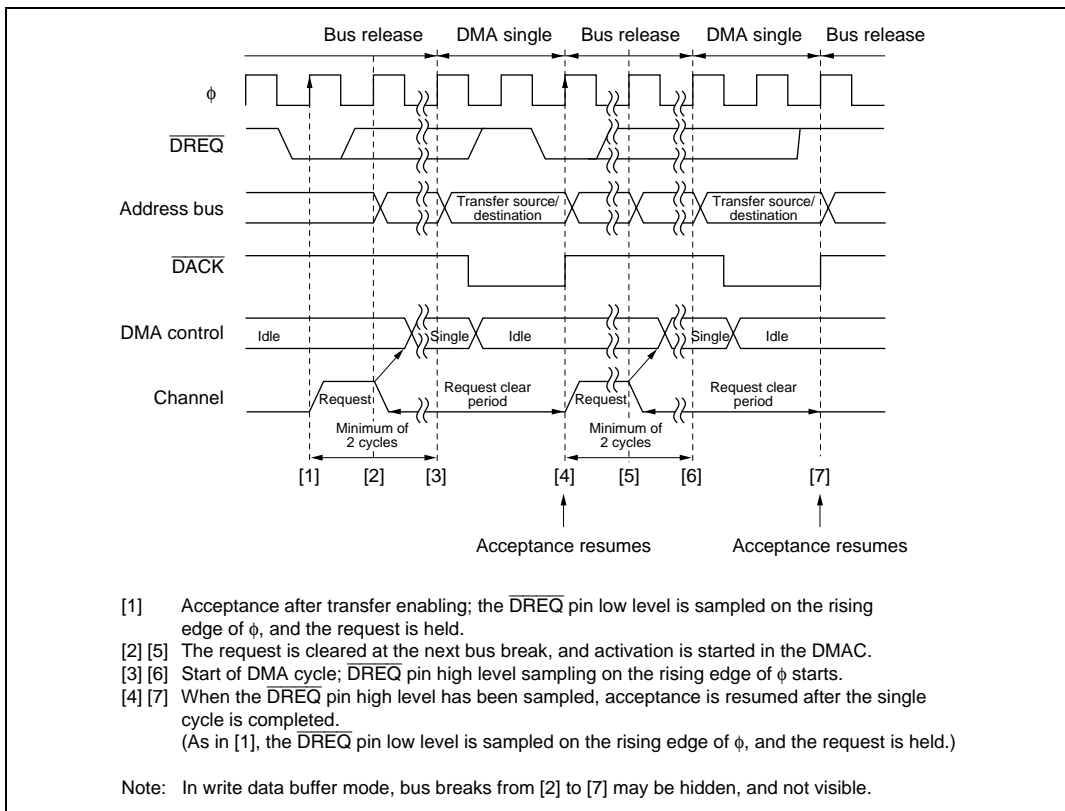 Bus release DMA single Bus release DMA single Bus release
φ
DREQ
Address bus
Transfer source/ destination
Transfer source/ destination
DACK
DMA control
Idle Single Idle Single Idle
Channel
Request
Request clear period
Request
Request clear period
Minimum of 2 cycles
Minimum of 2 cycles
[1] [2] [3] [4] [5] [6] [7]
Acceptance resumes Acceptance resumes
[1] Acceptance after transfer enabling; the DREQ pin low level is sampled on the rising
edge of φ, and the request is held.
[2] [5] The request is cleared at the next bus break, and activation is started in the DMAC.
[3] [6] Start of DMA cycle; DREQ pin high level sampling on the rising edge of φ starts.
[4] [7] When the DREQ pin high level has been sampled, acceptance is resumed after the single
cycle is completed.
(As in [1], the DREQ pin low level is sampled on the rising edge of φ, and the request is held.)
Note: In write data buffer mode, bus breaks from [2] to [7] may be hidden, and not visible.